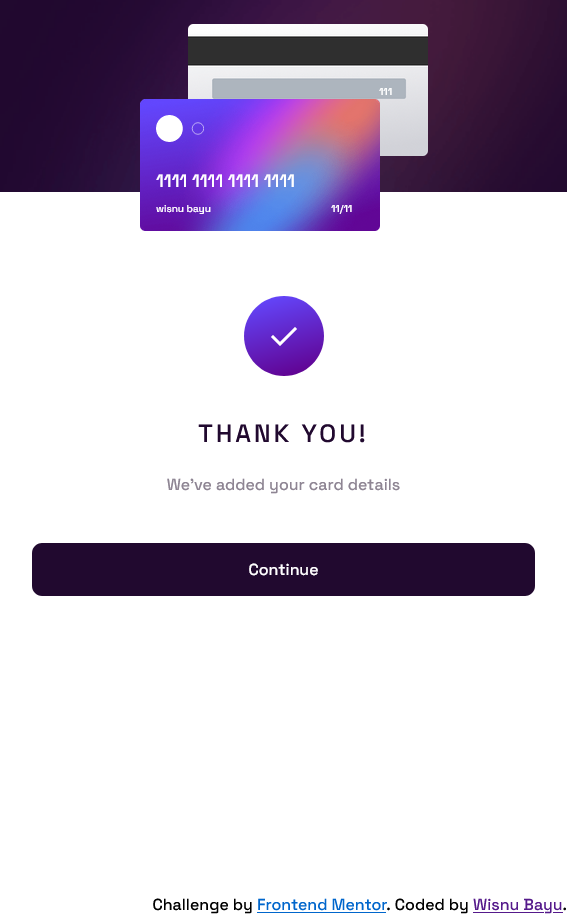 111
1111 1111 1111 1111
wisnu bayu 11/11
THANK YOU!
We've added your card details
Continue
Challenge by Frontend Mentor. Coded by Wisnu Bayu.